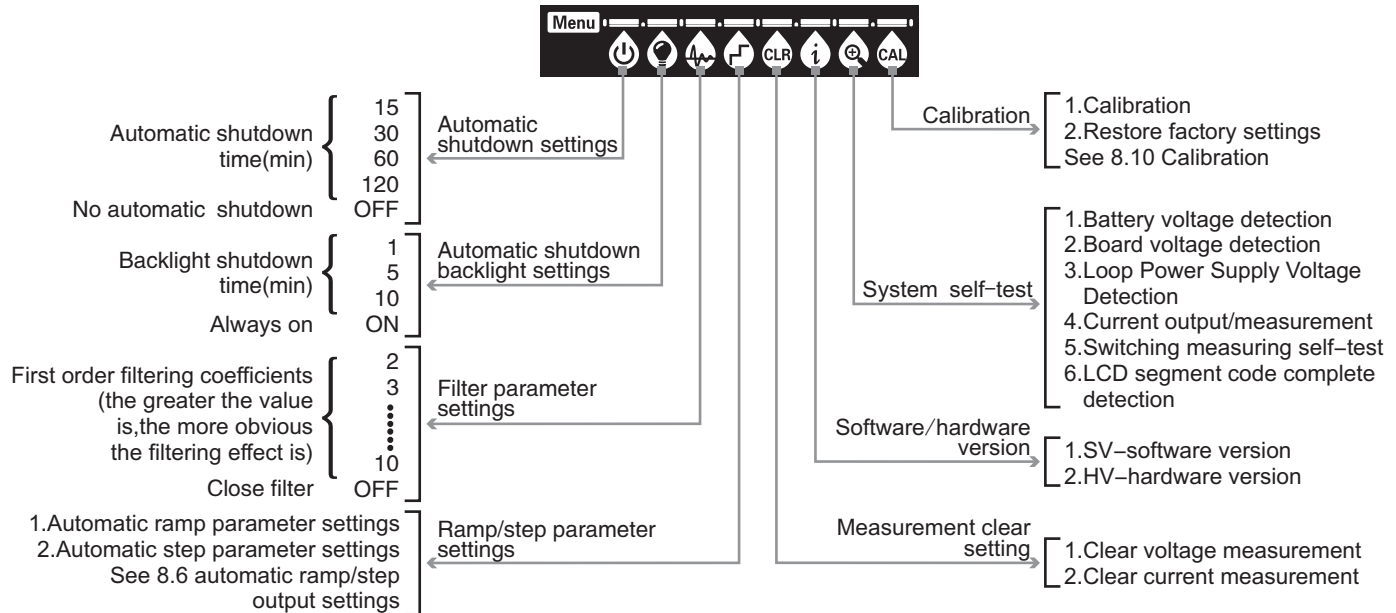 Menu
CLR
i
CAL
Automatic shutdown
time(min)
15
30
60
120
No automatic shutdown
OFF
Automatic
shutdown settings
Backlight shutdown
time(min)
1
5
10
Always on
ON
Automatic shutdown
backlight settings
First order filtering coefficients
(the greater the value
is,the more obvious
the filtering effect is)
2
3
10
Close filter
OFF
Filter parameter
settings
1.Automatic ramp parameter settings
2.Automatic step parameter settings
See 8.6 automatic ramp/step
output settings
Ramp/step parameter
settings
Calibration
1.Calibration
2.Restore factory settings
See 8.10 Calibration
System self-test
1.Battery voltage detection
2.Board voltage detection
3.Loop Power Supply Voltage
Detection
4.Current output/measurement
5.Switching measuring self-test
6.LCD segment code complete
detection
Software/hardware
version
1.SV-software version
2.HV-hardware version
Measurement clear
setting
1.Clear voltage measurement
2.Clear current measurement